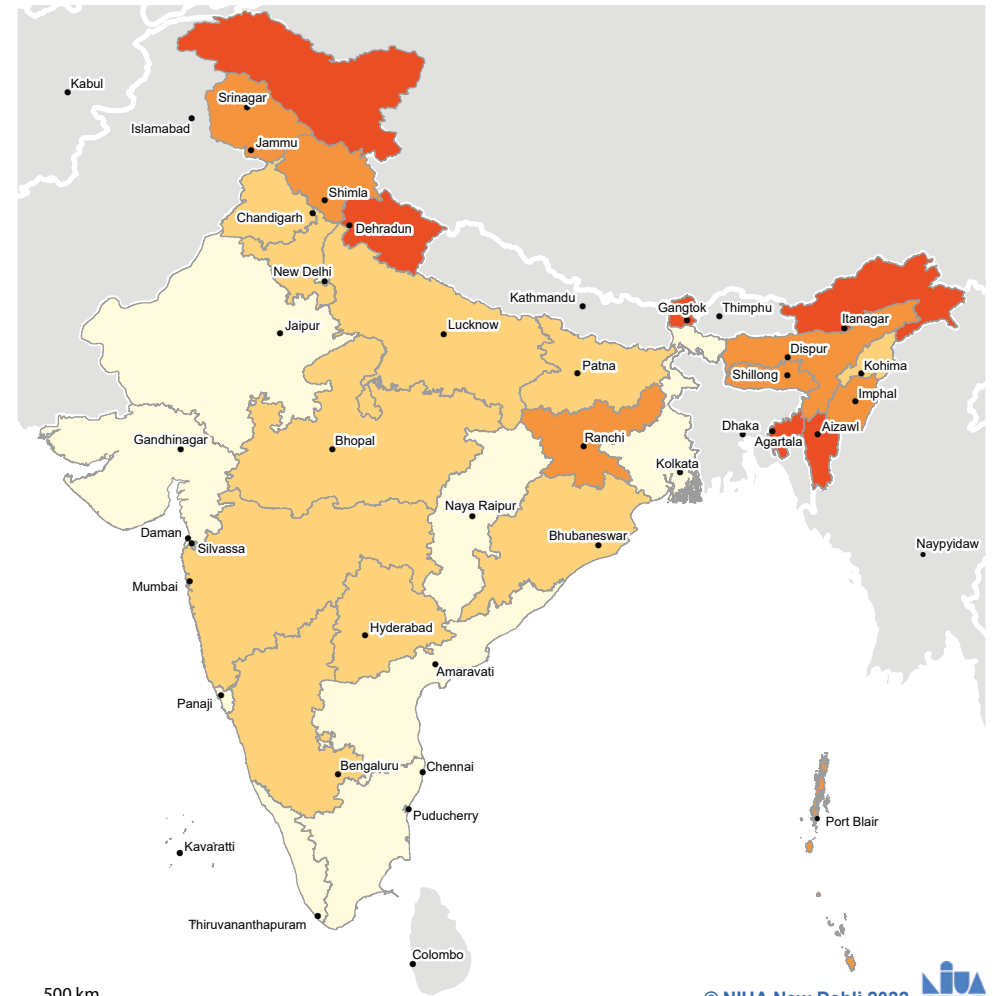 Kabul
Srinagar
Islamabad
Jammu
Shimla
Chandigarh
Dehradun
New Delhi
Kathmandu
Gangtok
Thimphu
Itanagar
Jaipur
Lucknow
Dispur
Patna
Shillong
Kohima
Imphal
Gandhinagar
Bhopal
Ranchi
Dhaka
Agartala
Aizawl
Kolkata
Naya Raipur
Daman
Silvassa
Bhubaneswar
Naypyidaw
Mumbai
Hyderabad
Amaravati
Panaji
Bengaluru
Chennai
Puducherry
Port Blair
Kavaratti
Thiruvananthapuram
Colombo
500 km
NIUA